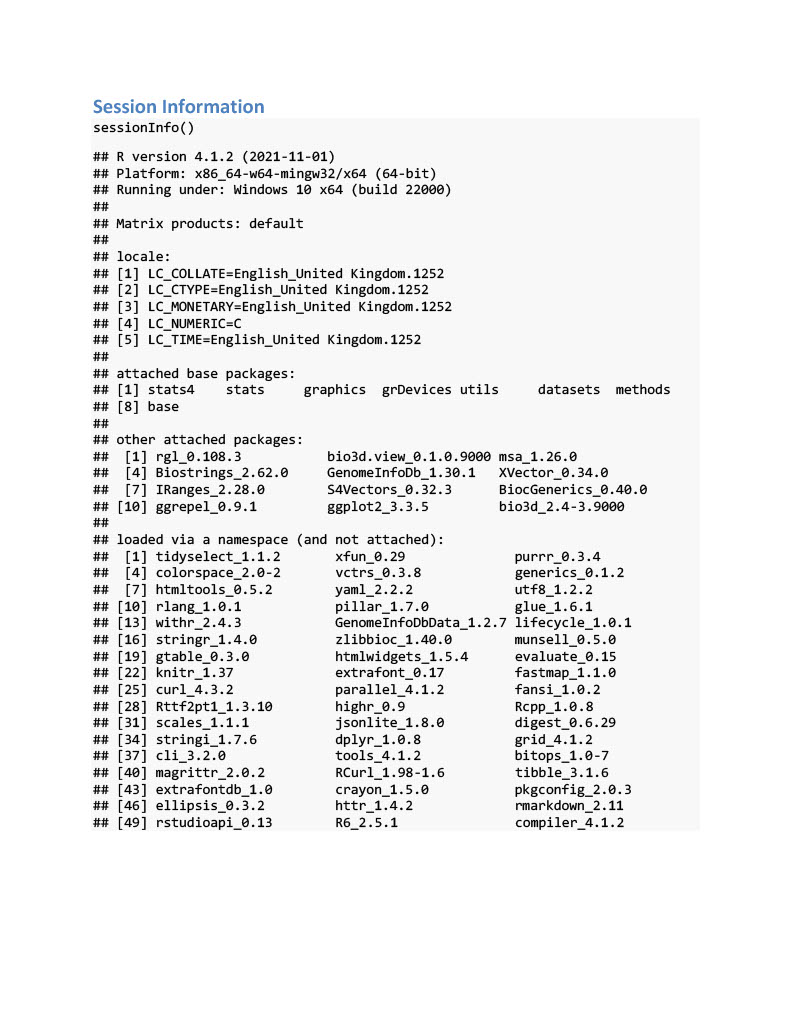 Session Information
sessionInfo()
## R version 4.1.2 (2021-11-01)
## Platform: x86_64-w64-mingw32/x64 (64-bit)
## Running under: Windows 10 x64 (build 22000)
##
## Matrix products: default
##
## locale:
## [1] LC_COLLATE=English_United Kingdom.1252
## [2] LC_CTYPE=English_United Kingdom.1252
## [3] LC_MONETARY=English_United Kingdom.1252
## [4] LC_NUMERIC=C
## [5] LC_TIME=English_United Kingdom.1252
##
## attached base packages:
## [1] stats4    stats     graphics  grDevices utils     datasets  methods
## [8] base
##
## other attached packages:
##  [1] rgl_0.108.3           bio3d.view_0.1.0.9000 msa_1.26.0
##  [4] Biostrings_2.62.0     GenomeInfoDb_1.30.1   XVector_0.34.0
##  [7] IRanges_2.28.0        S4Vectors_0.32.3      BiocGenerics_0.40.0
## [10] ggrepel_0.9.1         ggplot2_3.3.5         bio3d_2.4-3.9000
##
## loaded via a namespace (and not attached):
##  [1] tidyselect_1.1.2       xfun_0.29              purrr_0.3.4
##  [4] colorspace_2.0-2       vctrs_0.3.8            generics_0.1.2
##  [7] htmltools_0.5.2        yaml_2.2.2             utf8_1.2.2
## [10] rlang_1.0.1            pillar_1.7.0           glue_1.6.1
## [13] withr_2.4.3            GenomeInfoDbData_1.2.7 lifecycle_1.0.1
## [16] stringr_1.4.0          zlibbioc_1.40.0        munsell_0.5.0
## [19] gtable_0.3.0           htmlwidgets_1.5.4      evaluate_0.15
## [22] knitr_1.37             extrafont_0.17         fastmap_1.1.0
## [25] curl_4.3.2             parallel_4.1.2         fansi_1.0.2
## [28] Rttf2pt1_1.3.10        highr_0.9              Rcpp_1.0.8
## [31] scales_1.1.1           jsonlite_1.8.0         digest_0.6.29
## [34] stringi_1.7.6          dplyr_1.0.8            grid_4.1.2
## [37] cli_3.2.0              tools_4.1.2            bitops_1.0-7
## [40] magrittr_2.0.2         RCurl_1.98-1.6         tibble_3.1.6
## [43] extrafontdb_1.0        crayon_1.5.0           pkgconfig_2.0.3
## [46] ellipsis_0.3.2         httr_1.4.2             rmarkdown_2.11
## [49] rstudioapi_0.13        R6_2.5.1               compiler_4.1.2